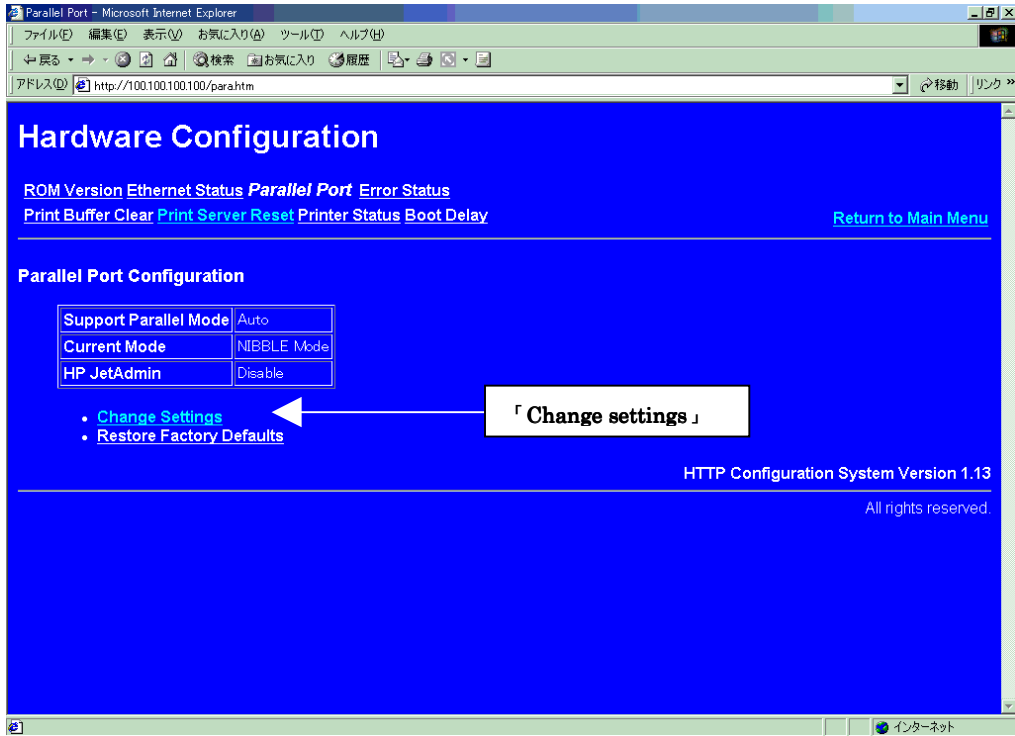 Parallel Port - Microsoft Internet Explorer
ファイル(F) 編集(E) 表示(V) お気に入り(A) ツール(T) ヘルプ(H)
戻る 検索 お気に入り 履歴
アドレス(D) http://100.100.100.100/para.htm 移動 リンク »
Hardware Configuration
ROM Version Ethernet Status Parallel Port Error Status
Print Buffer Clear Print Server Reset Printer Status Boot Delay
Return to Main Menu
Parallel Port Configuration
Support Parallel Mode Auto
Current Mode NIBBLE Mode
HP JetAdmin Disable
• Change Settings
「Change settings」
• Restore Factory Defaults
HTTP Configuration System Version 1.13
All rights reserved.
インターネット